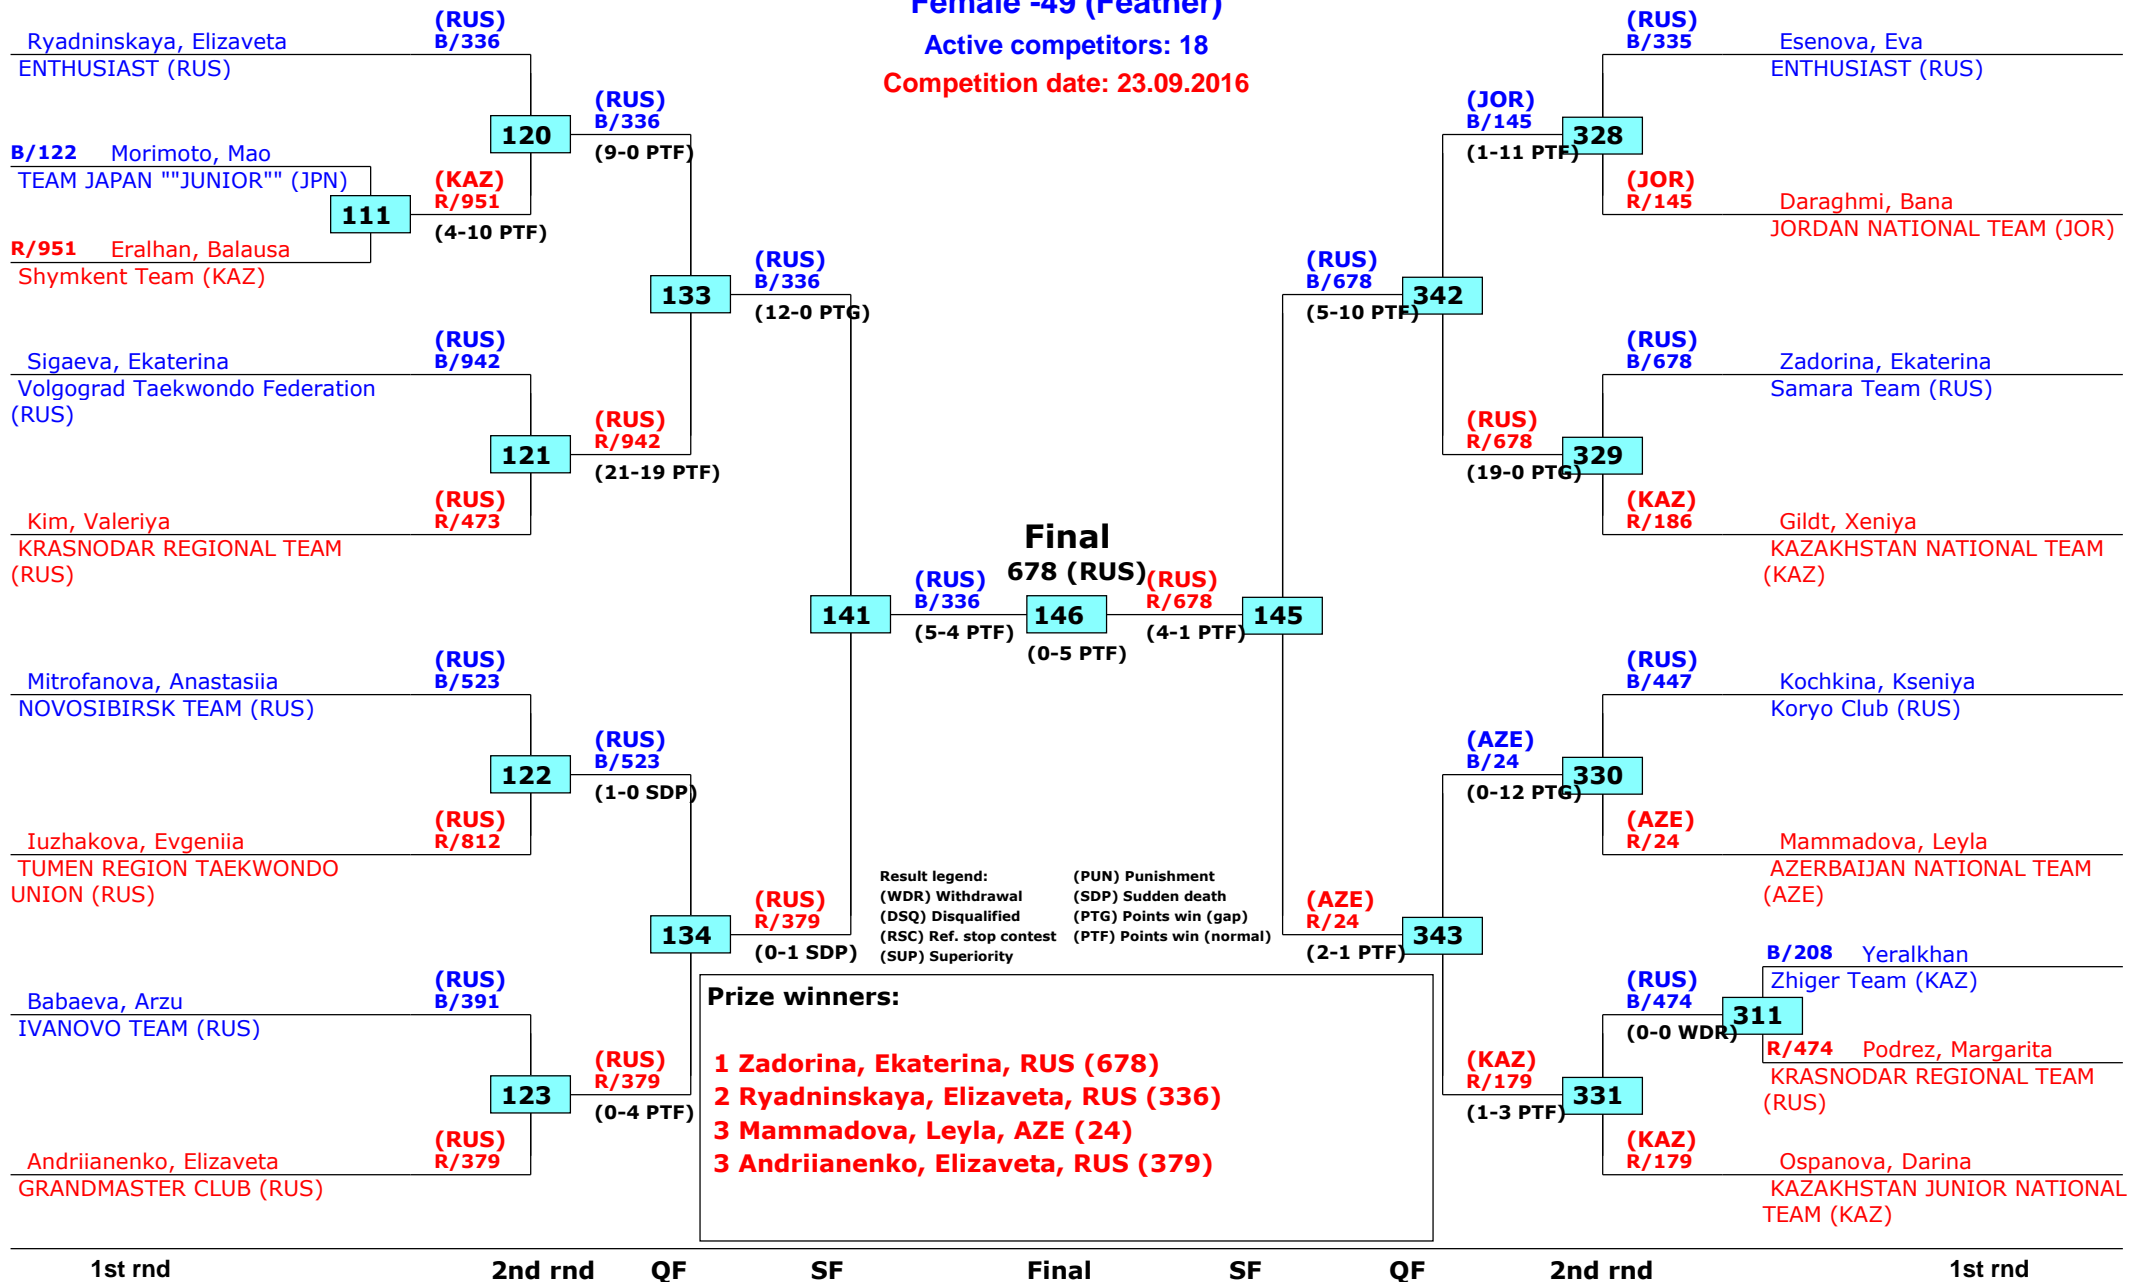 Female -49 (Feather)
Active competitors: 18
Competition date: 23.09.2016
(RUS)
B/336
Ryadninskaya, Elizaveta
ENTHUSIAST (RUS)
B/122 Morimoto, Mao
TEAM JAPAN ""JUNIOR"" (JPN)
111
(KAZ)
R/951
(4-10 PTF)
R/951 Eralhan, Balausa
Shymkent Team (KAZ)
120
(RUS)
B/336
(9-0 PTF)
(RUS)
B/942
Sigaeva, Ekaterina
Volgograd Taekwondo Federation
(RUS)
121
(RUS)
R/942
(21-19 PTF)
(RUS)
R/473
Kim, Valeriya
KRASNODAR REGIONAL TEAM
(RUS)
133
(RUS)
B/336
(12-0 PTG)
(RUS)
B/523
Mitrofanova, Anastasiia
NOVOSIBIRSK TEAM (RUS)
122
(RUS)
B/523
(1-0 SDP)
(RUS)
R/812
Iuzhakova, Evgeniia
TUMEN REGION TAEKWONDO
UNION (RUS)
134
(RUS)
R/379
(0-1 SDP)
(RUS)
B/391
Babaeva, Arzu
IVANOVO TEAM (RUS)
123
(RUS)
R/379
(0-4 PTF)
(RUS)
R/379
Andriianenko, Elizaveta
GRANDMASTER CLUB (RUS)
141
(RUS)
B/336
(5-4 PTF)
Final
678 (RUS)
146
(0-5 PTF)
(RUS)
R/678
(4-1 PTF)
145
(RUS)
B/335
Esenova, Eva
ENTHUSIAST (RUS)
(JOR)
B/145
(1-11 PTF)
328
(JOR)
R/145
Daraghmi, Bana
JORDAN NATIONAL TEAM (JOR)
(RUS)
B/678
(5-10 PTF)
342
(RUS)
B/678
Zadorina, Ekaterina
Samara Team (RUS)
(RUS)
R/678
(19-0 PTG)
329
(KAZ)
R/186
Gildt, Xeniya
KAZAKHSTAN NATIONAL TEAM
(KAZ)
(RUS)
B/447
Kochkina, Kseniya
Koryo Club (RUS)
(AZE)
B/24
(0-12 PTG)
330
(AZE)
R/24
Mammadova, Leyla
AZERBAIJAN NATIONAL TEAM
(AZE)
(AZE)
R/24
(2-1 PTF)
343
B/208 Yeralkhan
Zhiger Team (KAZ)
(RUS)
B/474
(0-0 WDR)
311
R/474 Podrez, Margarita
KRASNODAR REGIONAL TEAM
(RUS)
(KAZ)
R/179
(1-3 PTF)
331
(KAZ)
R/179
Ospanova, Darina
KAZAKHSTAN JUNIOR NATIONAL
TEAM (KAZ)
Result legend:
(WDR) Withdrawal
(DSQ) Disqualified
(RSC) Ref. stop contest
(SUP) Superiority
(PUN) Punishment
(SDP) Sudden death
(PTG) Points win (gap)
(PTF) Points win (normal)
Prize winners:
1 Zadorina, Ekaterina, RUS (678)
2 Ryadninskaya, Elizaveta, RUS (336)
3 Mammadova, Leyla, AZE (24)
3 Andriianenko, Elizaveta, RUS (379)
1st rnd 2nd rnd QF SF Final SF QF 2nd rnd 1st rnd